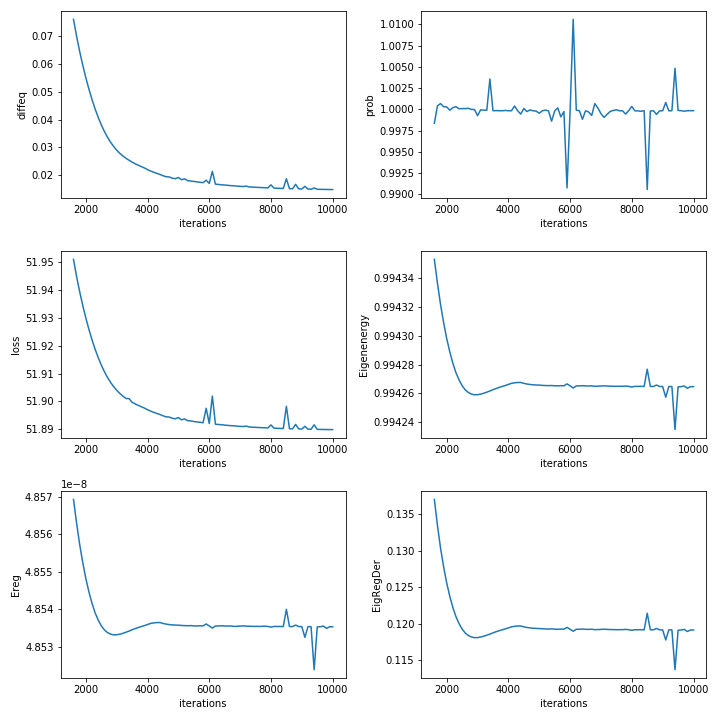 diffeq
0.07
0.06
0.05
0.04
0.03
0.02
2000 4000 6000 8000 10000
iterations
prob
1.0100
1.0075
1.0050
1.0025
1.0000
0.9975
0.9950
0.9925
0.9900
2000 4000 6000 8000 10000
iterations
loss
51.95
51.94
51.93
51.92
51.91
51.90
51.89
2000 4000 6000 8000 10000
iterations
Eigenenergy
0.99434
0.99432
0.99430
0.99428
0.99426
0.99424
2000 4000 6000 8000 10000
iterations
1e−8
Ereg
4.857
4.856
4.855
4.854
4.853
2000 4000 6000 8000 10000
iterations
EigRegDer
0.135
0.130
0.125
0.120
0.115
2000 4000 6000 8000 10000
iterations